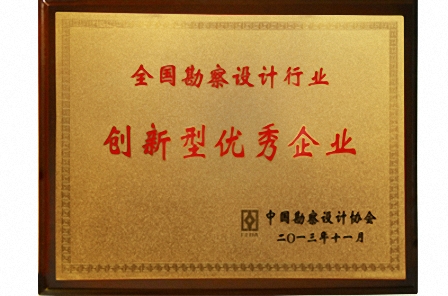 全国勘察设计行业
创新型优秀企业
中国勘察设计协会
二〇一三年十一月